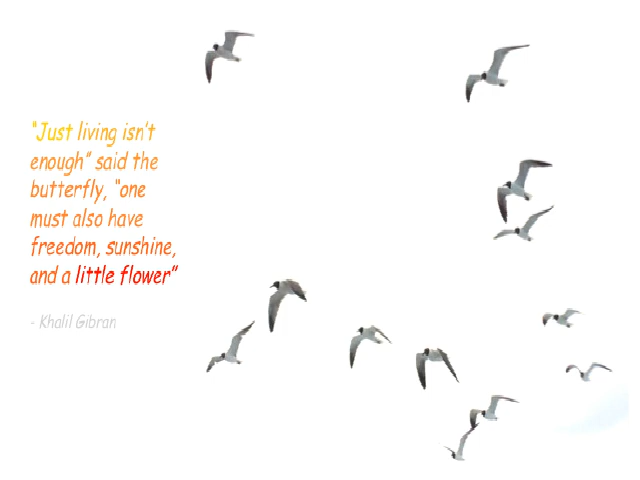 “Just living isn’t
enough” said the
butterfly, “one
must also have
freedom, sunshine,
and a little flower”
- Khalil Gibran